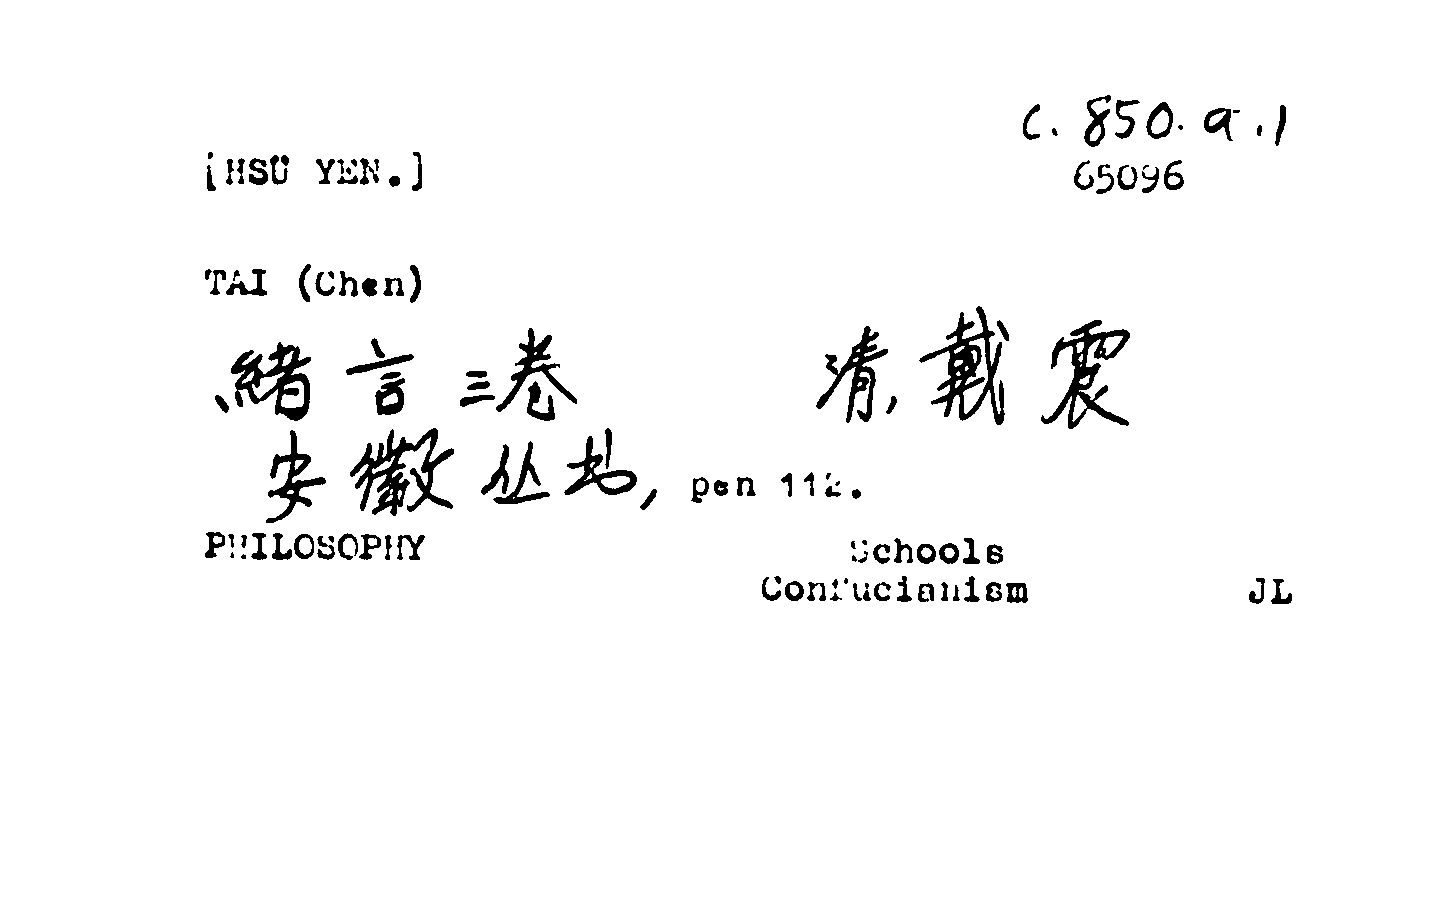 C. 850. a. 1
[HSÜ YEN.]
65096
TAI (Chen)
緒言三卷 清, 戴震
安徽丛书, pen 112.
PHILOSOPHY Schools
Confucianism JL